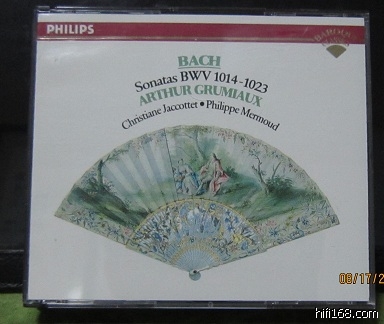 PHILIPS
BACH
Sonatas BWV 1014-1023
ARTHUR GRUMIAUX
Christiane Jaccottet • Philippe Mermoud
08/17/2
hifi168.com